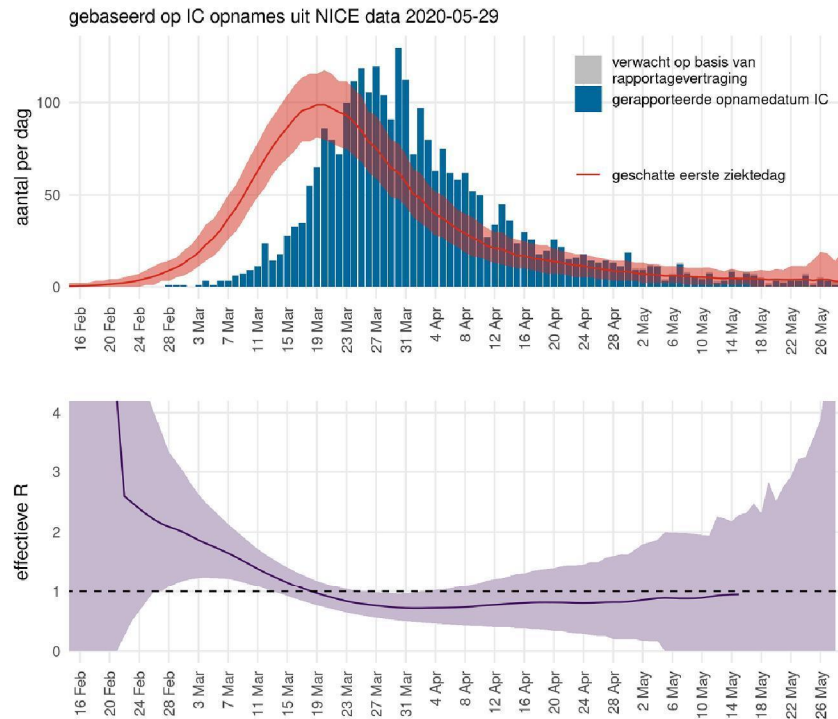 gebaseerd op IC opnames uit NICE data 2020-05-29
aantal per dag
100
50
0
verwacht op basis van
rapportagevertraging
gerapporteerde opnamedatum IC
geschatte eerste ziektedag
16 Feb
20 Feb
24 Feb
28 Feb
3 Mar
7 Mar
11 Mar
15 Mar
19 Mar
23 Mar
27 Mar
31 Mar
4 Apr
8 Apr
12 Apr
16 Apr
20 Apr
24 Apr
28 Apr
2 May
6 May
10 May
14 May
18 May
22 May
26 May
effectieve R
4
3
2
1
0
16 Feb
20 Feb
24 Feb
28 Feb
3 Mar
7 Mar
11 Mar
15 Mar
19 Mar
23 Mar
27 Mar
31 Mar
4 Apr
8 Apr
12 Apr
16 Apr
20 Apr
24 Apr
28 Apr
2 May
6 May
10 May
14 May
18 May
22 May
26 May